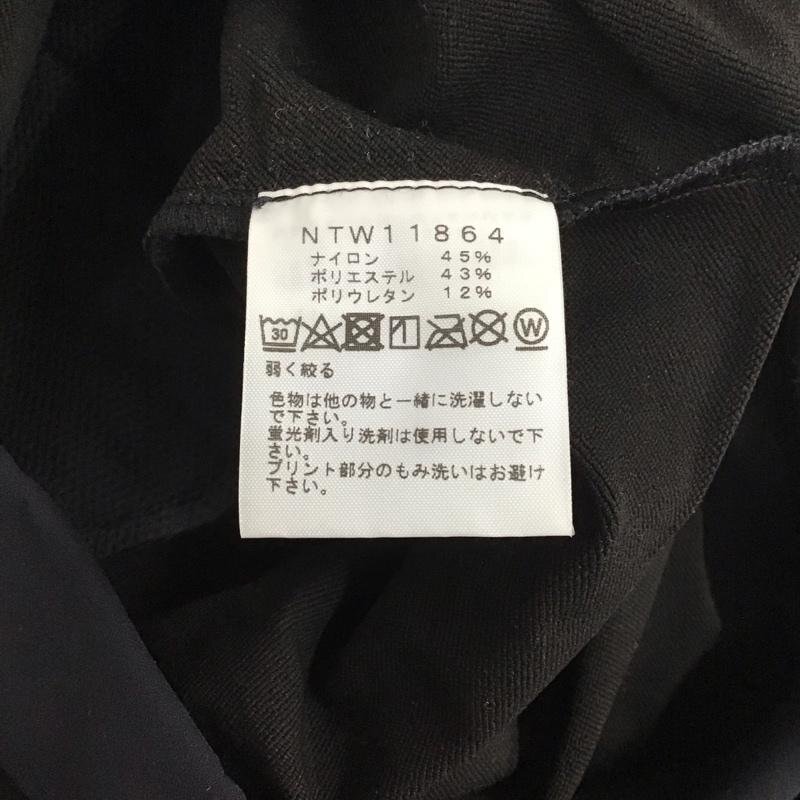 NTW11864
ナイロン 45%
ポリエステル 43%
ポリウレタン 12%
30 W
弱く絞る
色物は他の物と一緒に洗濯しない
で下さい。
蛍光剤入り洗剤は使用しないで下
さい。
プリント部分のもみ洗いはお避け
下さい。